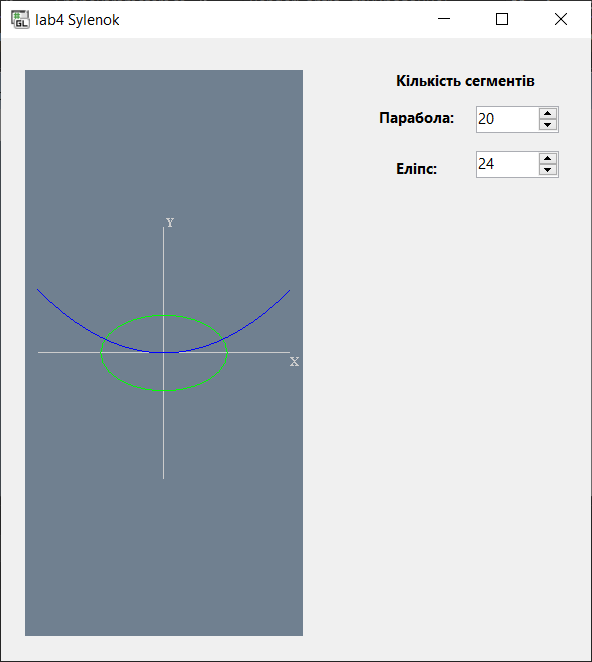 lab4 Sylenok
Кількість сегментів
Парабола: 20
Еліпс: 24
Y
X